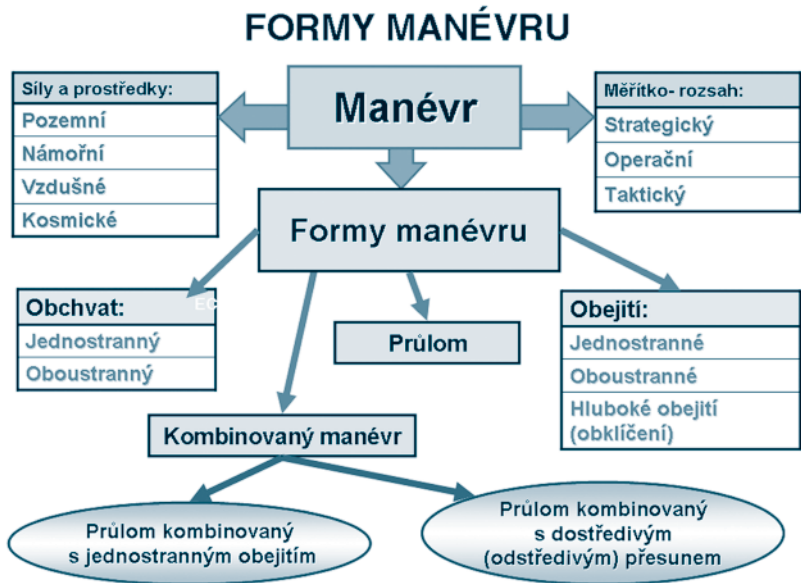 FORMY MANÉVRU
Síly a prostředky:
Pozemní
Námořní
Vzdušné
Kosmické
Manévr
Měřítko- rozsah:
Strategický
Operační
Taktický
Formy manévru
Obchvat:
Jednostranný
Oboustranný
Průlom
Obejití:
Jednostranné
Oboustranné
Hluboké obejití
(obklíčení)
Kombinovaný manévr
Průlom kombinovaný
s jednostranným obejitím
Průlom kombinovaný
s dostředivým
(odstředivým) přesunem